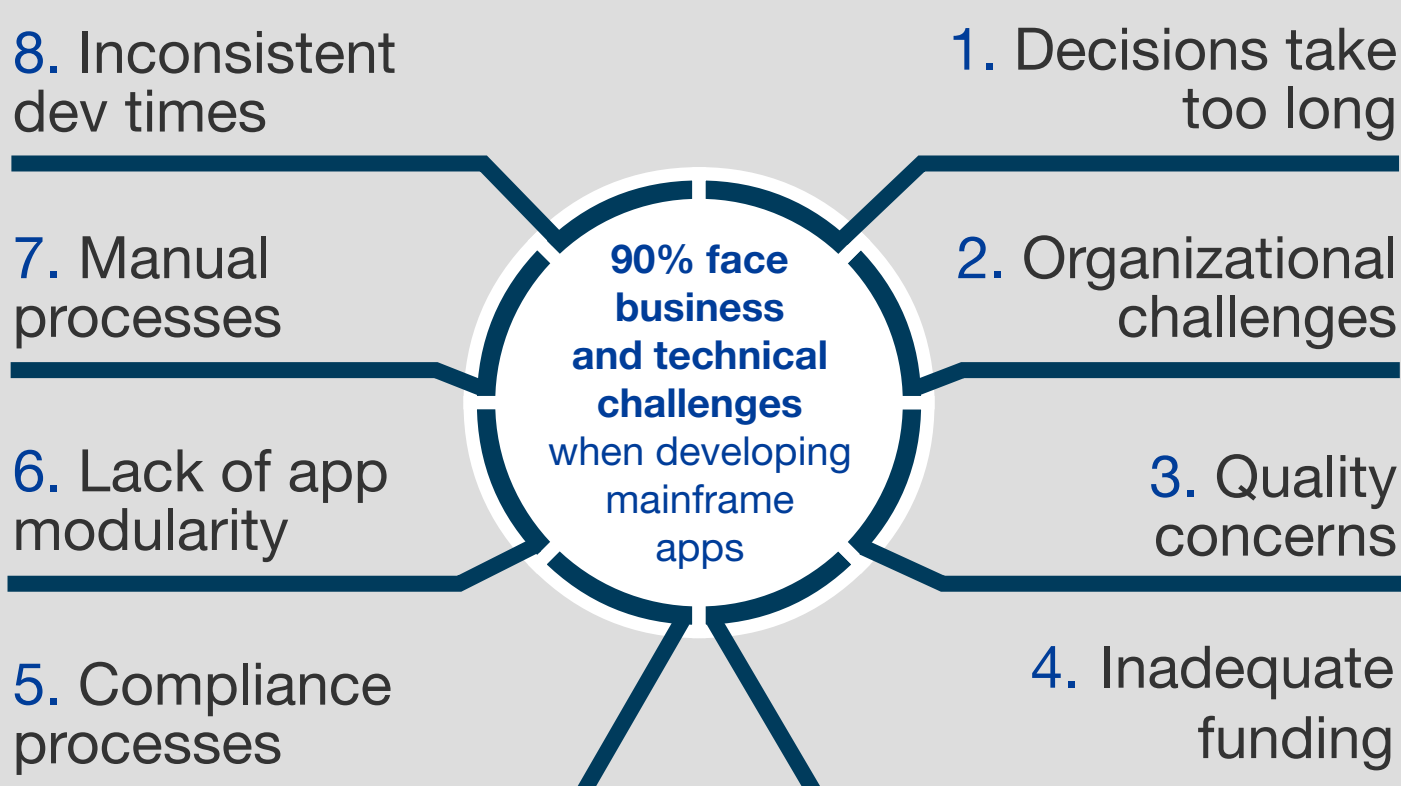 8. Inconsistent
dev times
1. Decisions take
too long
7. Manual
processes
90% face
business
and technical
challenges
when developing
mainframe
apps
2. Organizational
challenges
6. Lack of app
modularity
3. Quality
concerns
5. Compliance
processes
4. Inadequate
funding